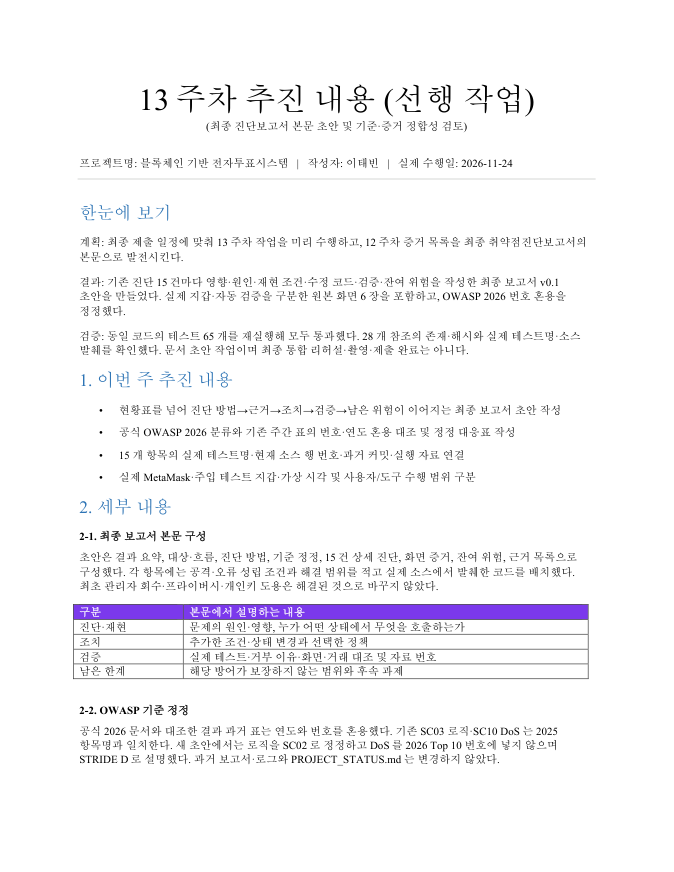 13 주차 추진 내용 (선행 작업)
(최종 진단보고서 본문 초안 및 기준·증거 정합성 검토)
프로젝트명: 블록체인 기반 전자투표시스템 | 작성자: 이태빈 | 실제 수행일: 2026-11-24
한눈에 보기
계획: 최종 제출 일정에 맞춰 13 주차 작업을 미리 수행하고, 12 주차 증거 목록을 최종 취약점진단보고서의
본문으로 발전시킨다.
결과: 기존 진단 15 건마다 영향·원인·재현 조건·수정 코드·검증·잔여 위험을 작성한 최종 보고서 v0.1
초안을 만들었다. 실제 지갑·자동 검증을 구분한 원본 화면 6 장을 포함하고, OWASP 2026 번호 혼용을
정정했다.
검증: 동일 코드의 테스트 65 개를 재실행해 모두 통과했다. 28 개 참조의 존재·해시와 실제 테스트명·소스
발췌를 확인했다. 문서 초안 작업이며 최종 통합 리허설·촬영·제출 완료는 아니다.
1. 이번 주 추진 내용
• 현황표를 넘어 진단 방법→근거→조치→검증→남은 위험이 이어지는 최종 보고서 초안 작성
• 공식 OWASP 2026 분류와 기존 주간 표의 번호·연도 혼용 대조 및 정정 대응표 작성
• 15 개 항목의 실제 테스트명·현재 소스 행 번호·과거 커밋·실행 자료 연결
• 실제 MetaMask·주입 테스트 지갑·가상 시각 및 사용자/도구 수행 범위 구분
2. 세부 내용
2-1. 최종 보고서 본문 구성
초안은 결과 요약, 대상·흐름, 진단 방법, 기준 정정, 15 건 상세 진단, 화면 증거, 잔여 위험, 근거 목록으로
구성했다. 각 항목에는 공격·오류 성립 조건과 해결 범위를 적고 실제 소스에서 발췌한 코드를 배치했다.
최초 관리자 회수·프라이버시·개인키 도용은 해결된 것으로 바꾸지 않았다.
구분 본문에서 설명하는 내용
진단·재현 문제의 원인·영향, 누가 어떤 상태에서 무엇을 호출하는가
조치 추가한 조건·상태 변경과 선택한 정책
검증 실제 테스트·거부 이유·화면·거래 대조 및 자료 번호
남은 한계 해당 방어가 보장하지 않는 범위와 후속 과제
2-2. OWASP 기준 정정
공식 2026 문서와 대조한 결과 과거 표는 연도와 번호를 혼용했다. 기존 SC03 로직·SC10 DoS 는 2025
항목명과 일치한다. 새 초안에서는 로직을 SC02 로 정정하고 DoS 를 2026 Top 10 번호에 넣지 않으며
STRIDE D 로 설명했다. 과거 보고서·로그와 PROJECT_STATUS.md 는 변경하지 않았다.